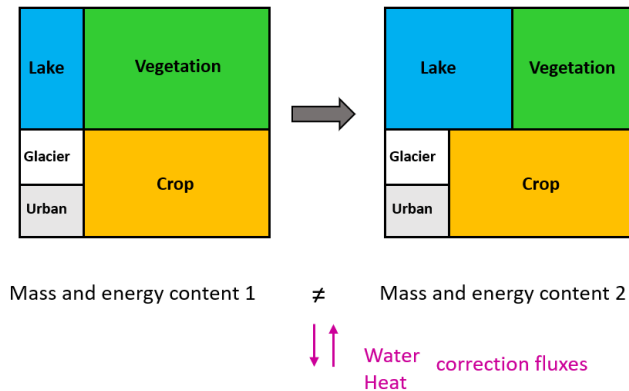 Lake Vegetation
Glacier
Crop
Urban
Lake Vegetation
Glacier
Crop
Urban
Mass and energy content 1 ≠ Mass and energy content 2
Water
Heat
correction fluxes